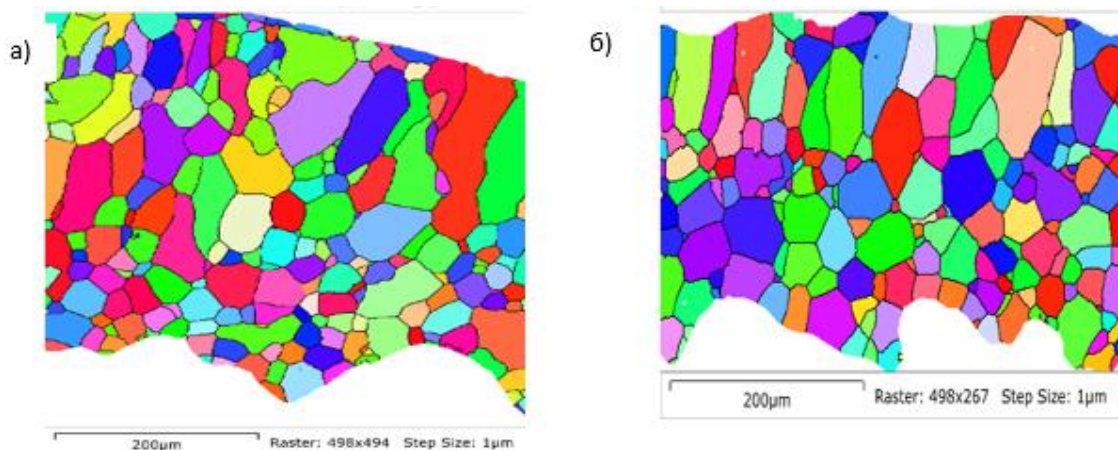 а)
б)
200µm Raster: 498x494 Step Size: 1µm
200µm Raster: 498x267 Step Size: 1µm